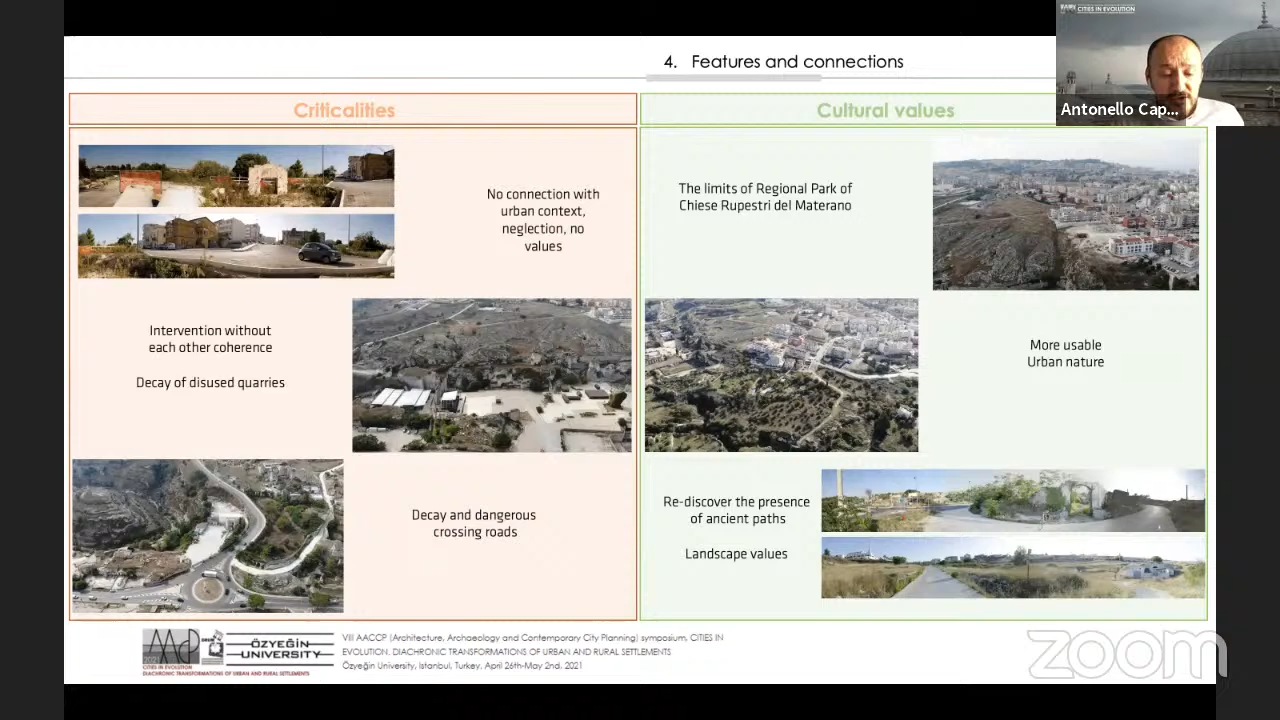 CITIES IN EVOLUTION
4. Features and connections
Antonello Cap...
Criticalities
No connection with
urban context,
neglection, no
values
Intervention without
each other coherence
Decay of disused quarries
Decay and dangerous
crossing roads
Cultural values
The limits of Regional Park of
Chiese Rupestri del Materano
More usable
Urban nature
Re-discover the presence
of ancient paths
Landscape values
AACCP
CITIES IN EVOLUTION
DIACHRONIC TRANSFORMATIONS OF URBAN AND RURAL SETTLEMENTS
ÖZYEĞİN
UNIVERSITY
VIII AACCP (Architecture, Archaeology and Contemporary City Planning) symposium, CITIES IN
EVOLUTION. DIACHRONIC TRANSFORMATIONS OF URBAN AND RURAL SETTLEMENTS
Özyeğin University, Istanbul, Turkey, April 26th-May 2nd, 2021
zoom